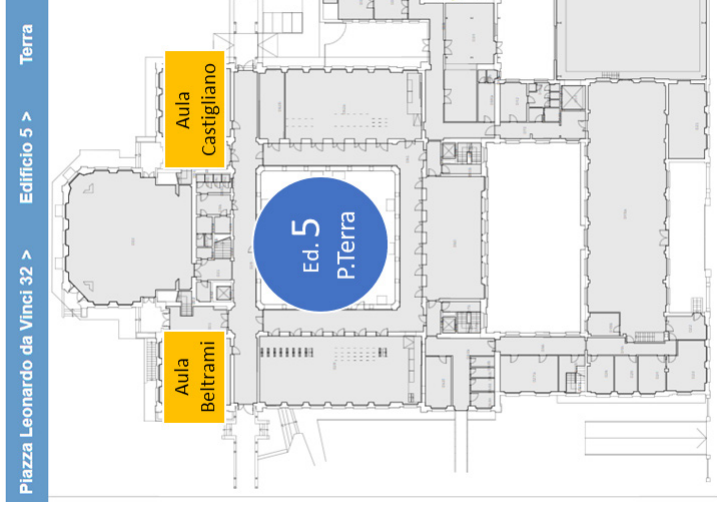 Piazza Leonardo da Vinci 32 > Edificio 5 > Terra
Aula
Castigliano
Ed. 5
P.Terra
Aula
Beltrami